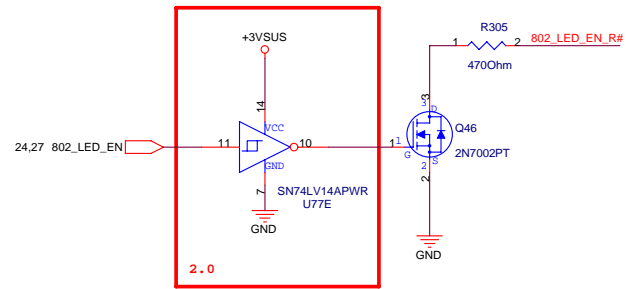 R305
+3VSUS
1
2
802_LED_EN_R#
470Ohm
14
3
3
D
VCC
24,27 802_LED_EN
11
10
1
1
G
Q46
GND
2
S
2N7002PT
7
2
SN74LV14APWR
U77E
GND
GND
2.0